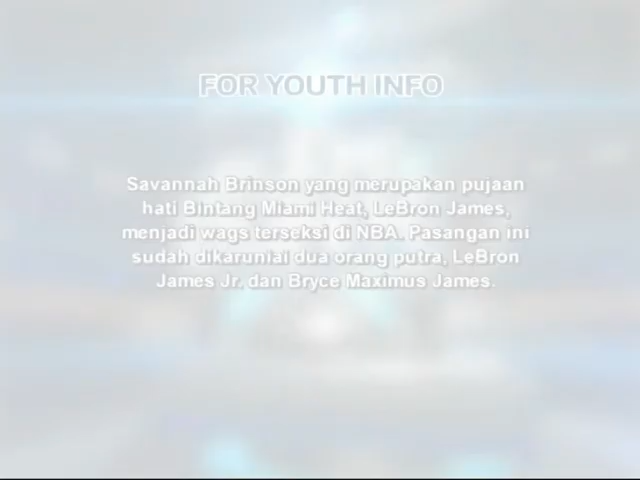 FOR YOUTH INFO
Savannah Brinson yang merupakan pujaan
hati Bintang Miami Heat, LeBron James,
menjadi wags terseksi di NBA. Pasangan ini
sudah dikaruniai dua orang putra, LeBron
James Jr. dan Bryce Maximus James.